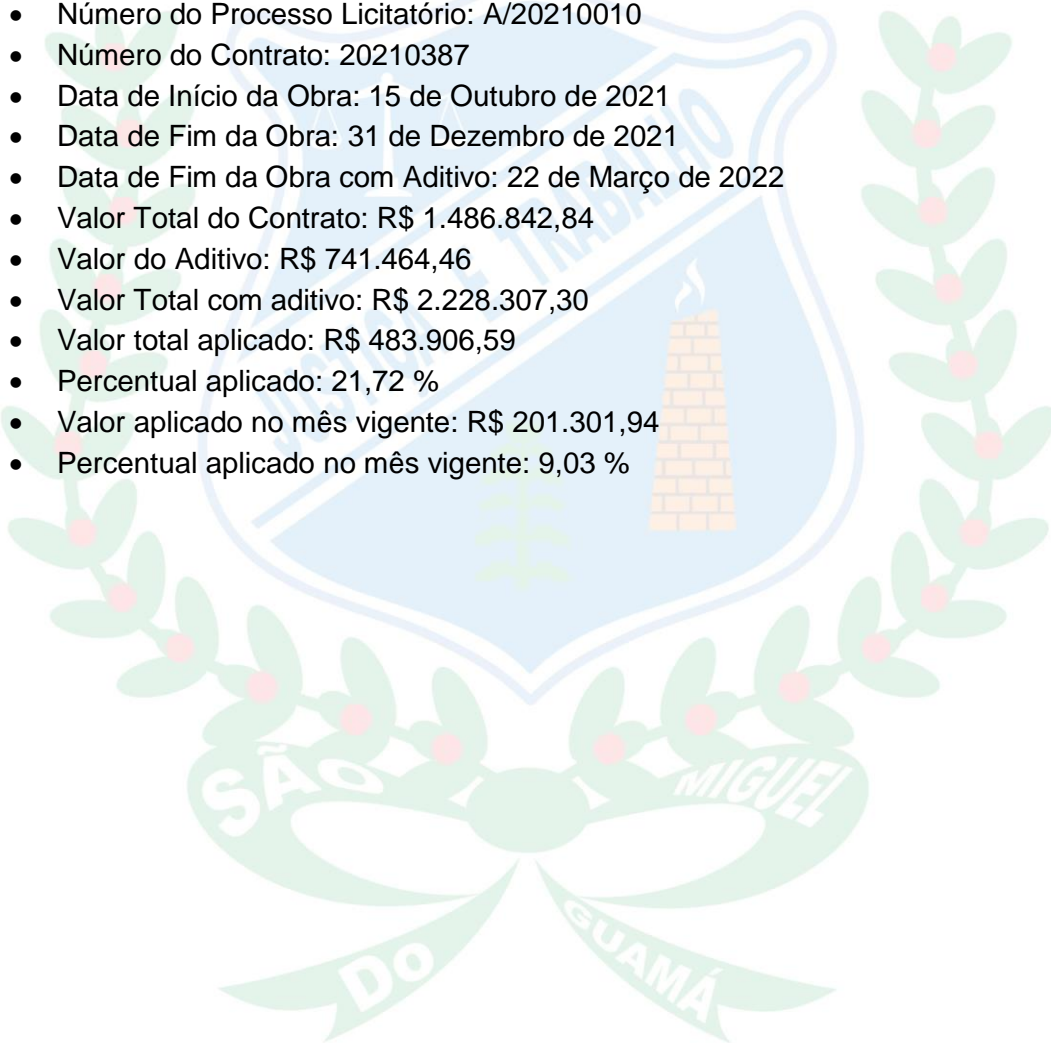 • Número do Processo Licitatório: A/20210010
• Número do Contrato: 20210387
• Data de Início da Obra: 15 de Outubro de 2021
• Data de Fim da Obra: 31 de Dezembro de 2021
• Data de Fim da Obra com Aditivo: 22 de Março de 2022
• Valor Total do Contrato: R$ 1.486.842,84
• Valor do Aditivo: R$ 741.464,46
• Valor Total com aditivo: R$ 2.228.307,30
• Valor total aplicado: R$ 483.906,59
• Percentual aplicado: 21,72 %
• Valor aplicado no mês vigente: R$ 201.301,94
• Percentual aplicado no mês vigente: 9,03 %
JUSTIÇA E TRABALHO
SÃO MIGUEL
DO GUAMÁ